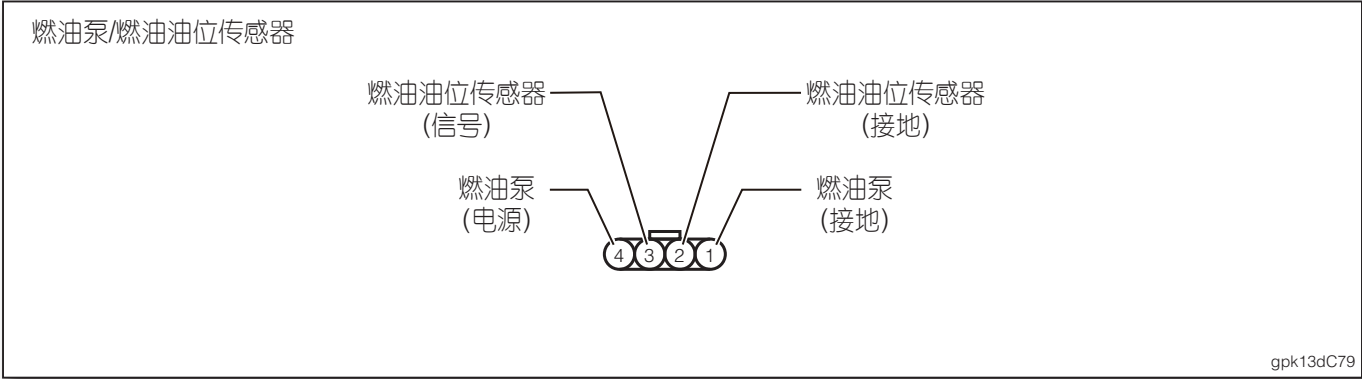 燃油泵/燃油油位传感器
燃油油位传感器
(信号)
燃油油位传感器
(接地)
燃油泵
(电源)
燃油泵
(接地)
4 3 2 1
gpk13dC79